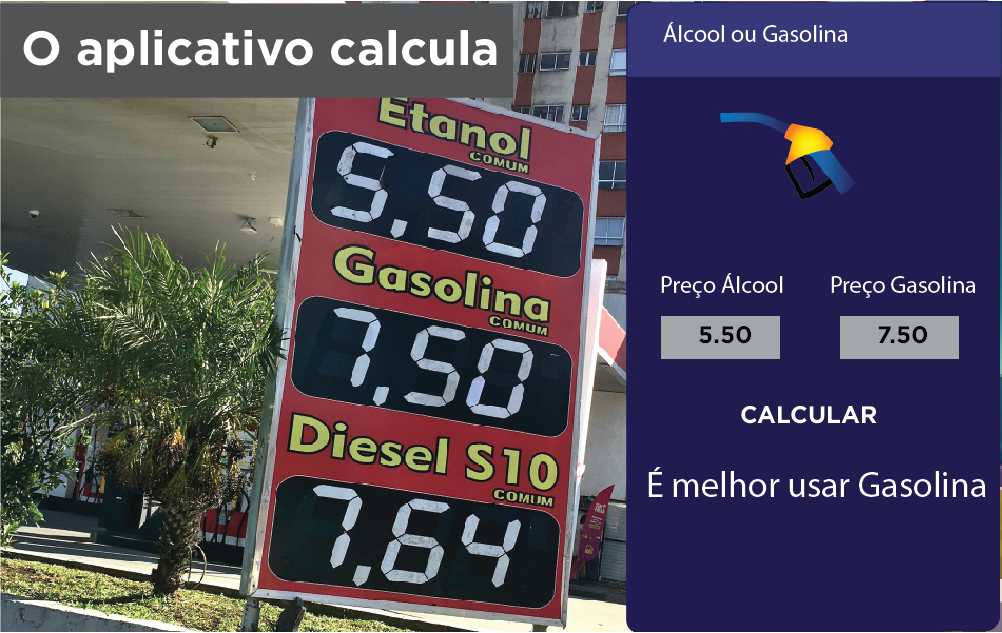 O aplicativo calcula
Etanol
COMUM
5,50
Gasolina
COMUM
7,50
Diesel S10
COMUM
7,64
Álcool ou Gasolina
Preço Álcool
Preço Gasolina
5.50
7.50
CALCULAR
É melhor usar Gasolina